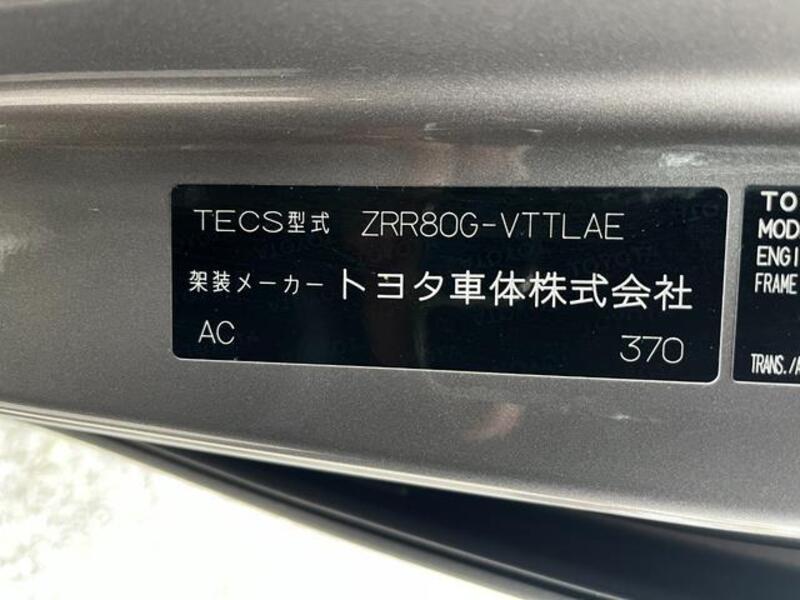 TECS型式 ZRR80G-VTTLAE
架装メーカー トヨタ車体株式会社
AC 370
TO
MOD
ENGI
FRAME
TRANS./A